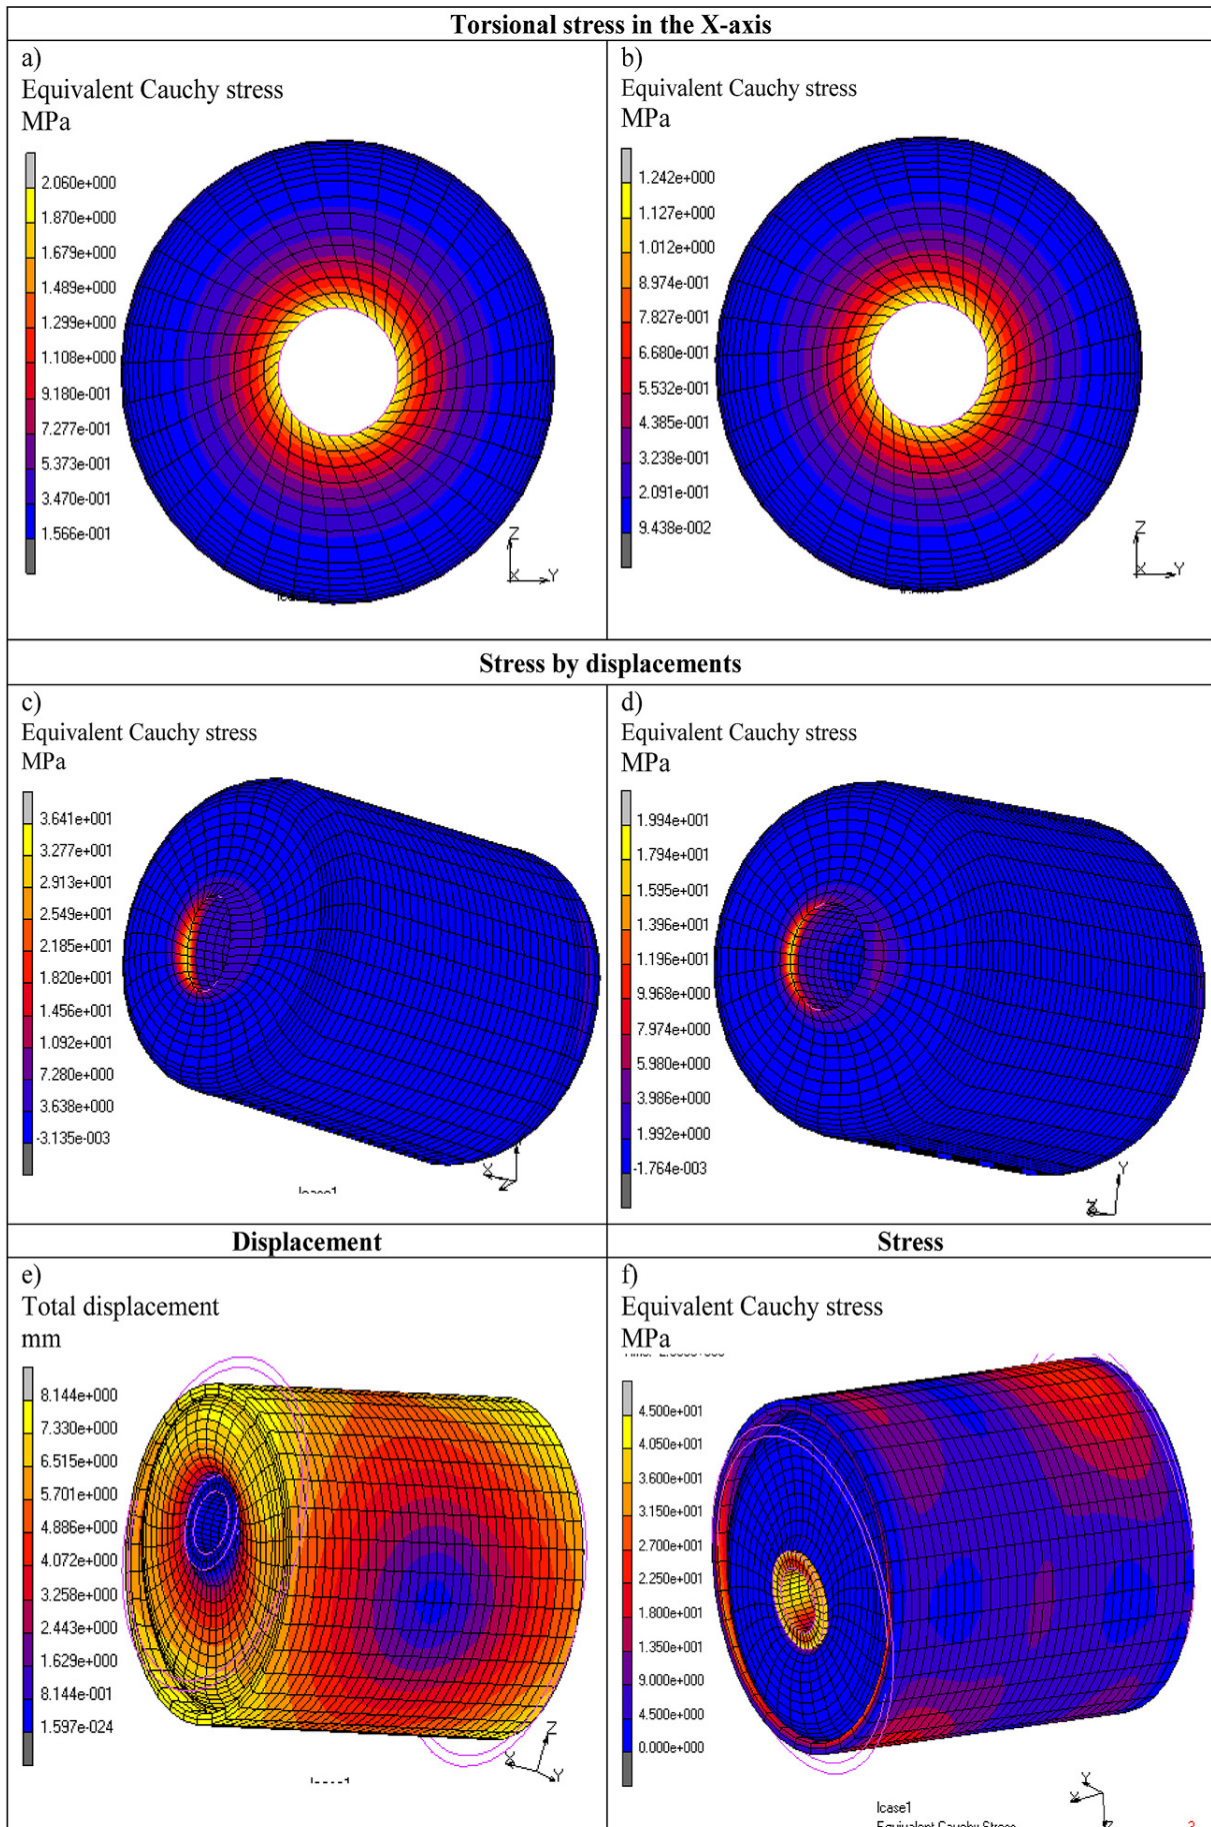 Torsional stress in the X-axis
a)
Equivalent Cauchy stress
MPa
2.060e+000
1.870e+000
1.679e+000
1.489e+000
1.299e+000
1.108e+000
9.180e-001
7.277e-001
5.373e-001
3.470e-001
1.566e-001
Z
X
Y
b)
Equivalent Cauchy stress
MPa
1.242e+000
1.127e+000
1.012e+000
8.974e-001
7.827e-001
6.680e-001
5.532e-001
4.385e-001
3.238e-001
2.091e-001
9.438e-002
Z
X
Y
Stress by displacements
c)
Equivalent Cauchy stress
MPa
3.641e+001
3.277e+001
2.913e+001
2.549e+001
2.185e+001
1.820e+001
1.456e+001
1.092e+001
7.280e+000
3.638e+000
-3.135e-003
X
Z
lcase1
d)
Equivalent Cauchy stress
MPa
1.994e+001
1.794e+001
1.595e+001
1.396e+001
1.196e+001
9.968e+000
7.974e+000
5.980e+000
3.986e+000
1.992e+000
-1.764e-003
Y
Displacement
Stress
e)
Total displacement
mm
8.144e+000
7.330e+000
6.515e+000
5.701e+000
4.886e+000
4.072e+000
3.258e+000
2.443e+000
1.629e+000
8.144e-001
1.597e-024
Z
X
Y
f)
Equivalent Cauchy stress
MPa
4.500e+001
4.050e+001
3.600e+001
3.150e+001
2.700e+001
2.250e+001
1.800e+001
1.350e+001
9.000e+000
4.500e+000
0.000e+000
Y
X
Z
lcase1
Equivalent Cauchy Stress
3